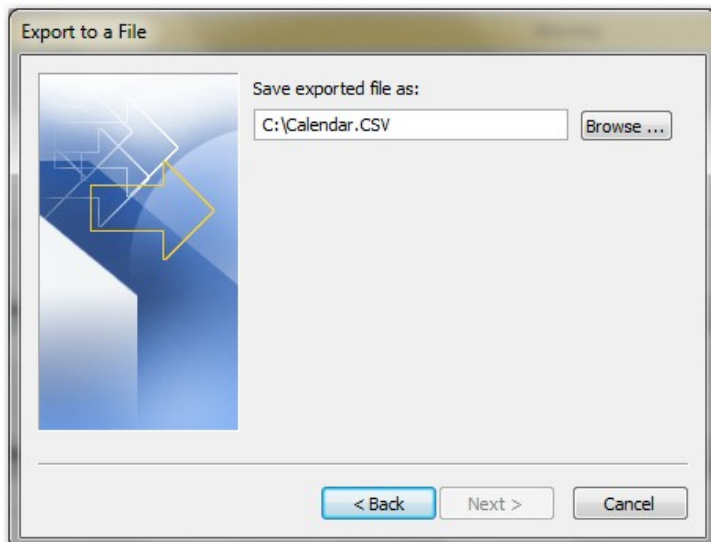 Export to a File
Save exported file as:
C:\Calendar.CSV
Browse ...
< Back
Next >
Cancel